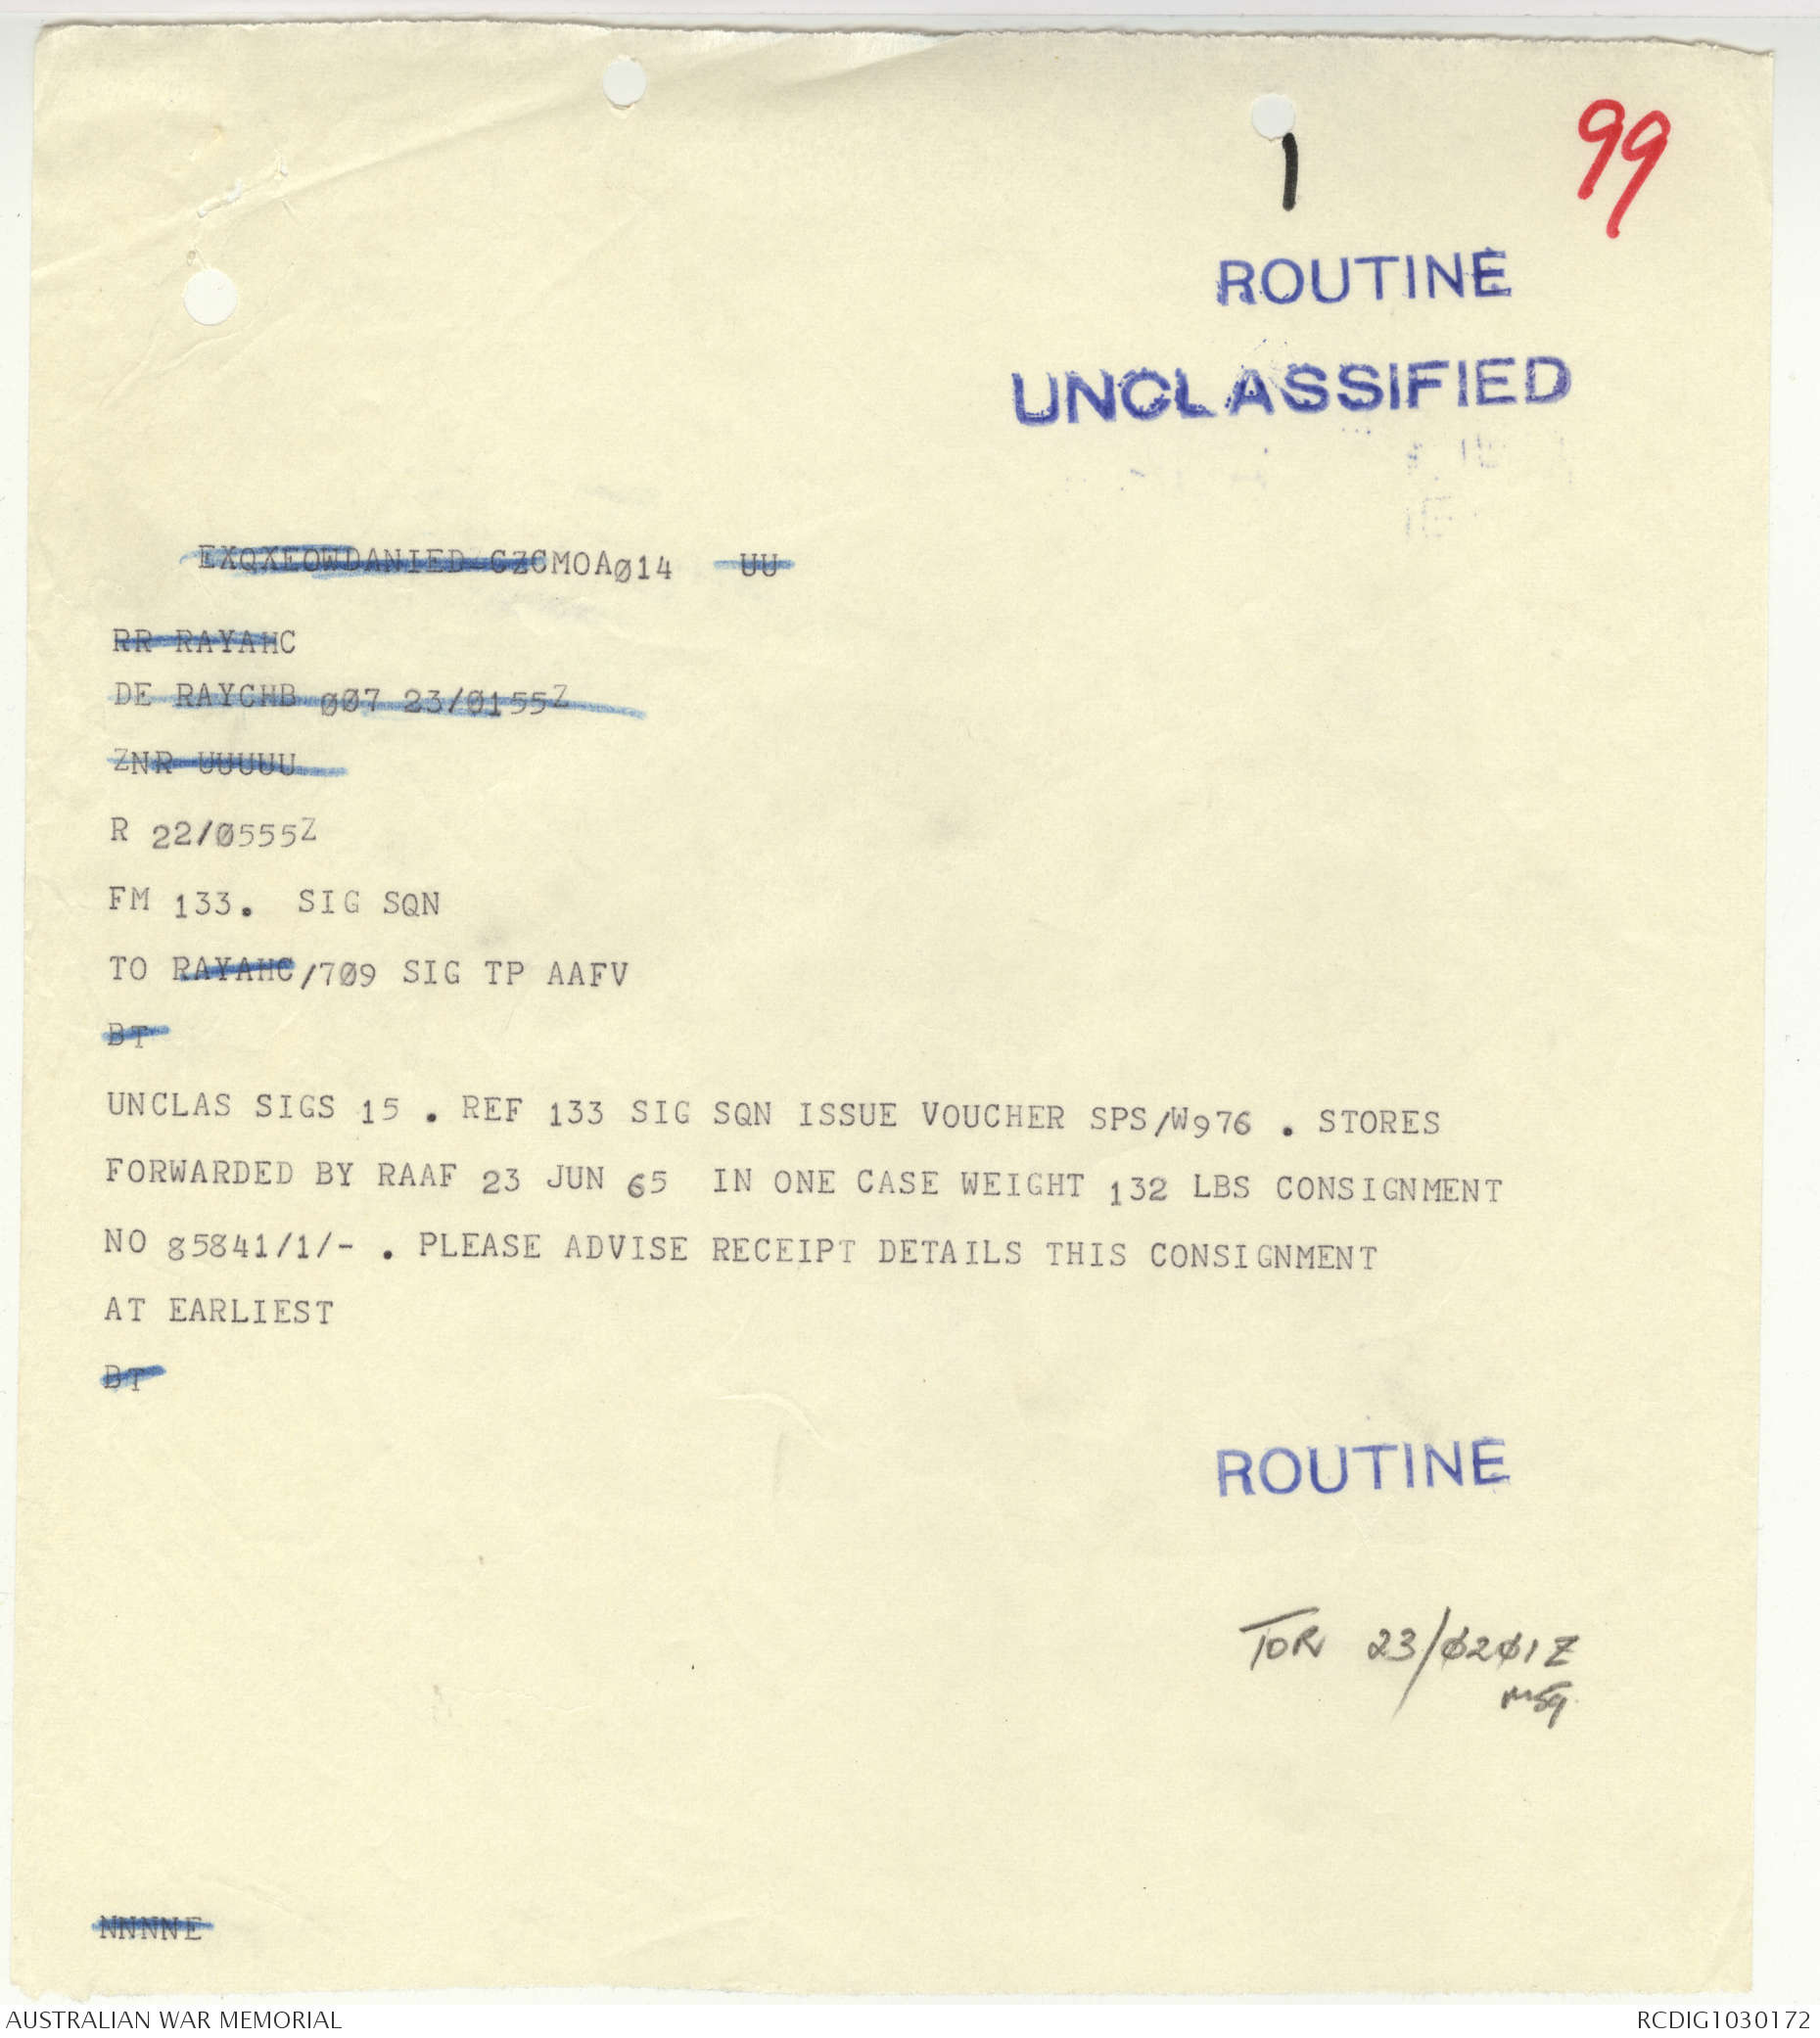 99
1
ROUTINE
UNCLASSIFIED
EXQXEOWDANIED CZCMOAØ14 UU
RR RAYAHC
DE RAYCHB ØØ7 23/Ø155Z
ZNR UUUUU
R 22/Ø555Z
FM 133. SIG SQN
TO RAYAHC/7Ø9 SIG TP AAFV
BT
UNCLAS SIGS 15 . REF 133 SIG SQN ISSUE VOUCHER SPS/W976 . STORES
FORWARDED BY RAAF 23 JUN 65 IN ONE CASE WEIGHT 132 LBS CONSIGNMENT
NO 85841/1/- . PLEASE ADVISE RECEIPT DETAILS THIS CONSIGNMENT
AT EARLIEST
BT
ROUTINE
TOR 23/Ø2Ø1Z
NNNNE
AUSTRALIAN WAR MEMORIAL
RCDIG1030172